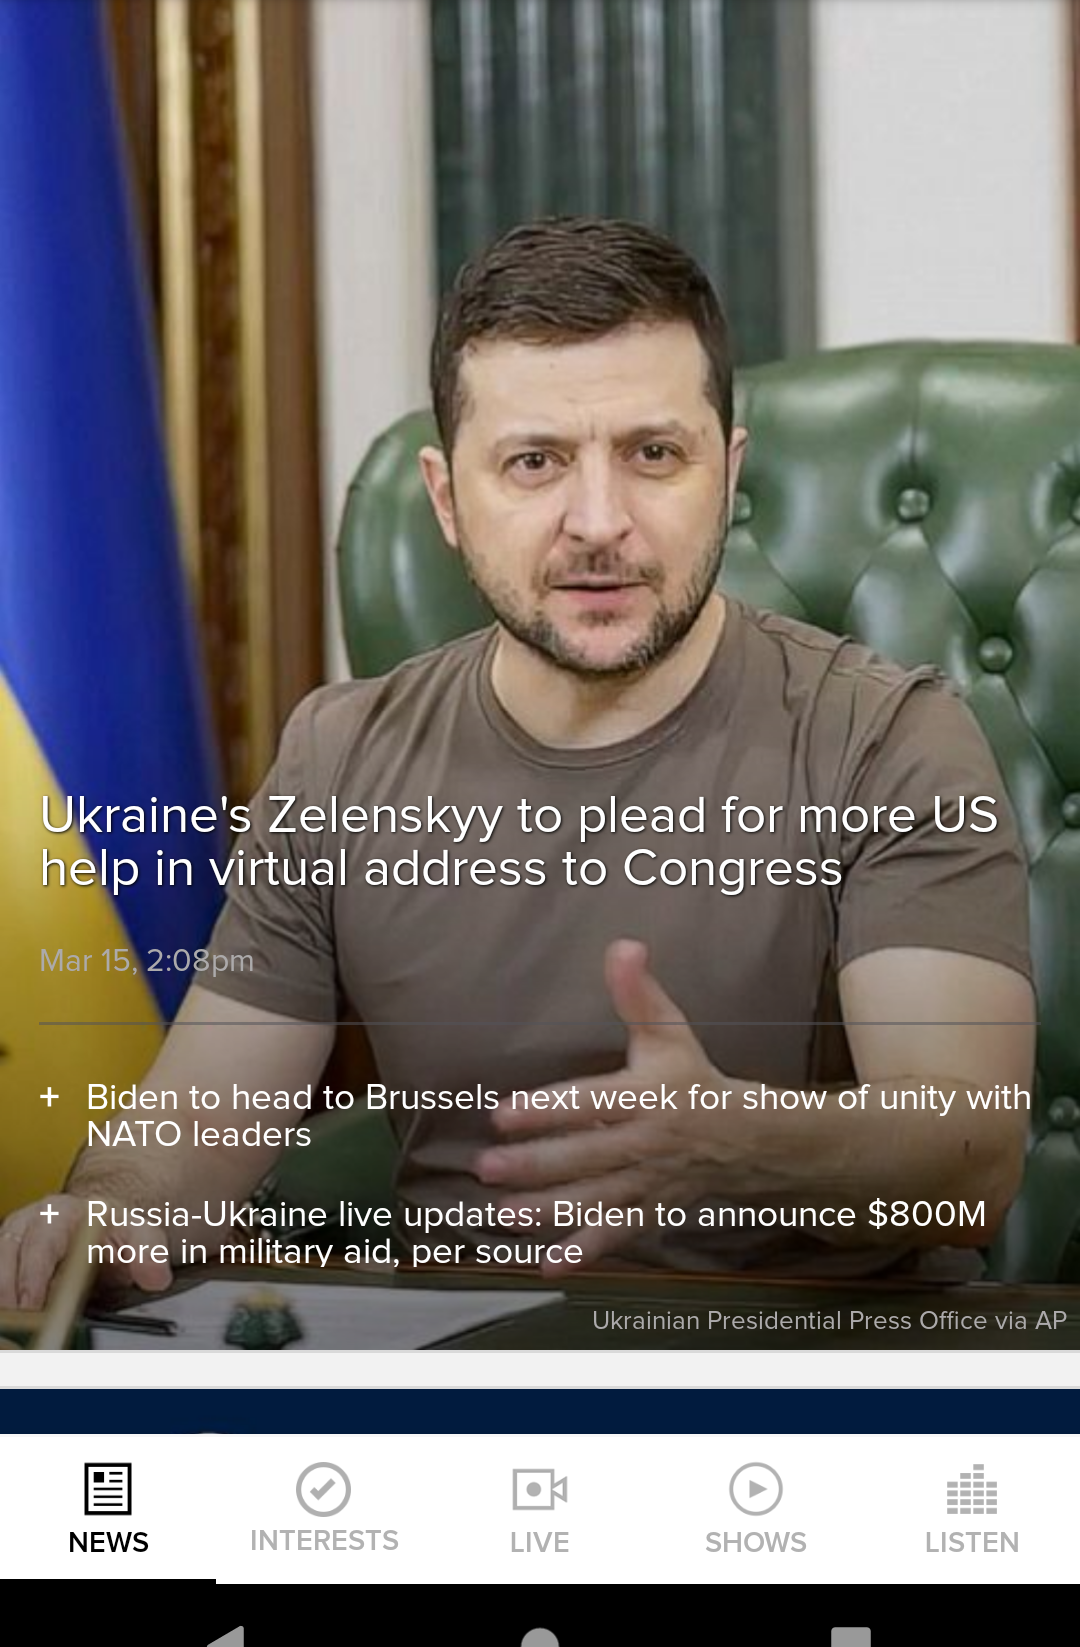 Ukraine's Zelenskyy to plead for more US
help in virtual address to Congress
Mar 15, 2:08pm
+ Biden to head to Brussels next week for show of unity with
NATO leaders
+ Russia-Ukraine live updates: Biden to announce $800M
more in military aid, per source
Ukrainian Presidential Press Office via AP
NEWS
INTERESTS
LIVE
SHOWS
LISTEN